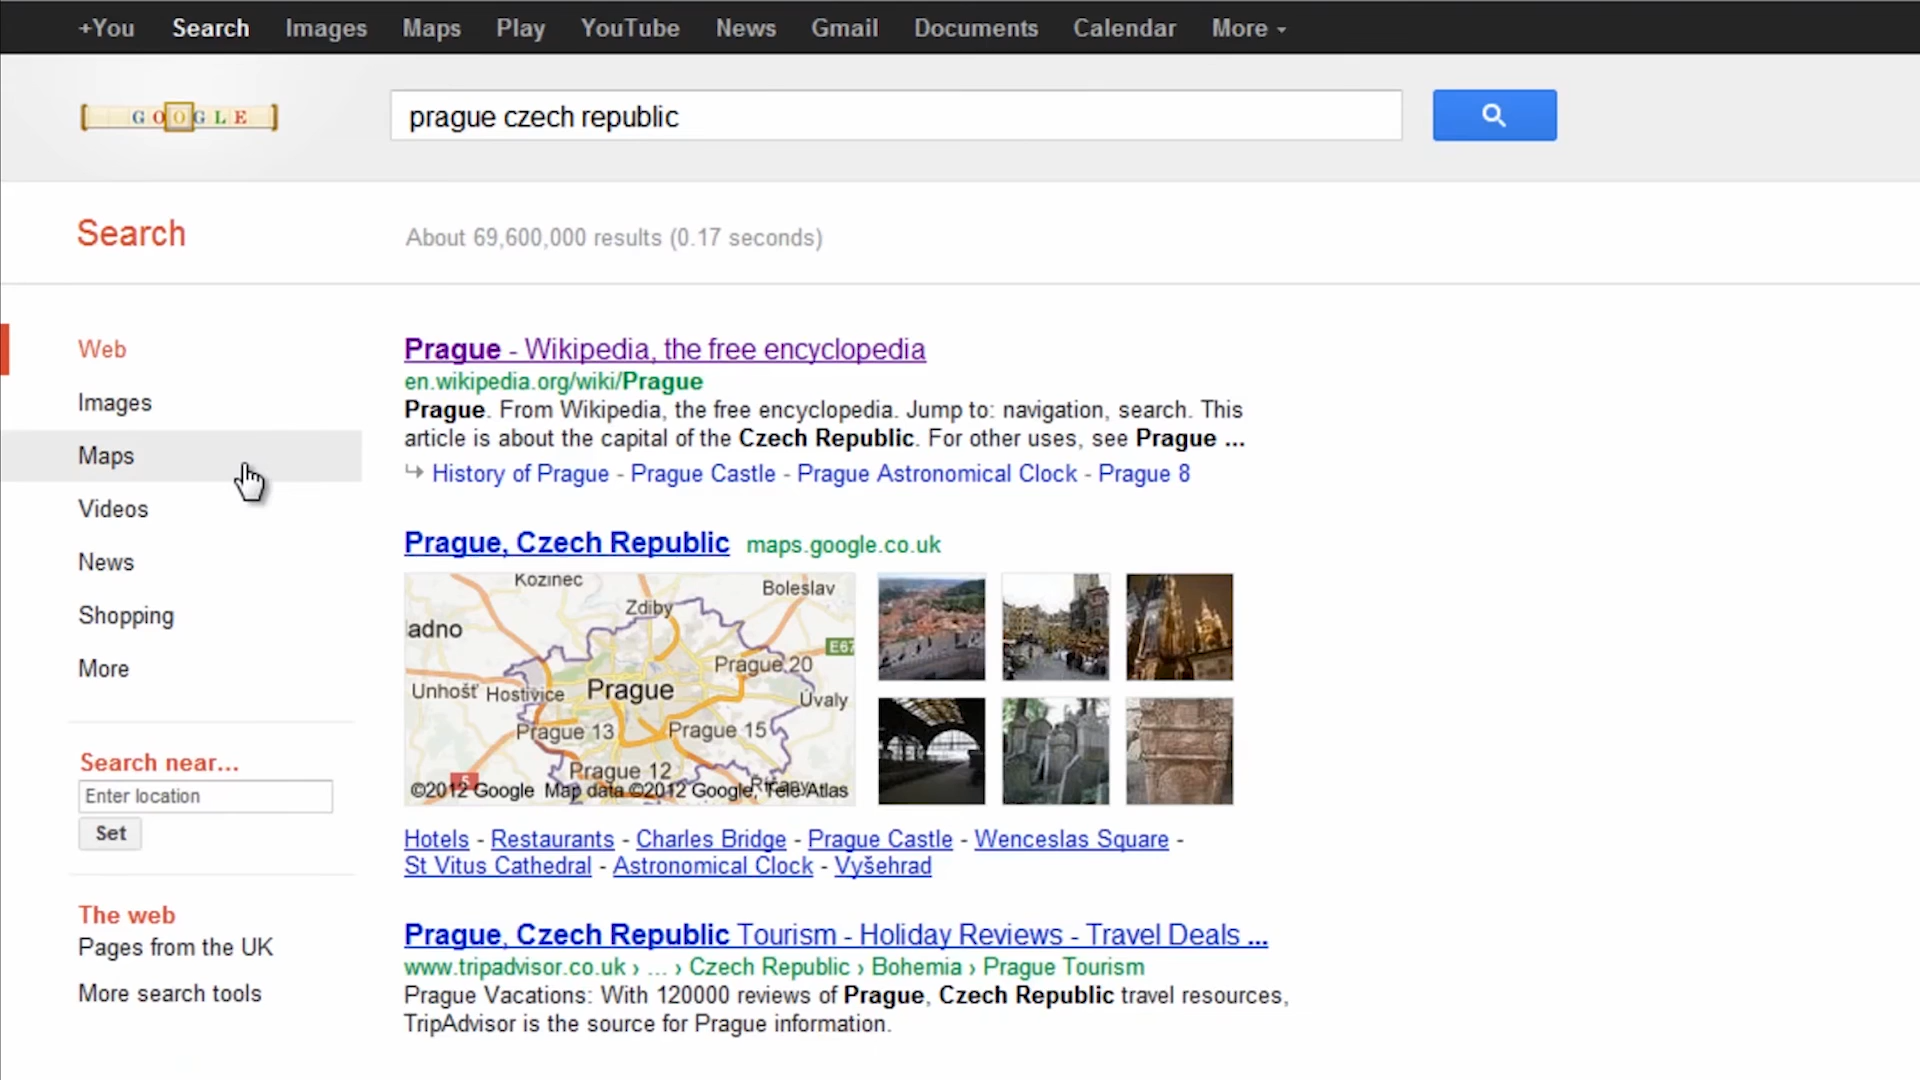 +You Search Images Maps Play YouTube News Gmail Documents Calendar More
GOOGLE
prague czech republic
Search
About 69,600,000 results (0.17 seconds)
Web
Images
Maps
Videos
News
Shopping
More
Search near...
Enter location
Set
The web
Pages from the UK
More search tools
Prague - Wikipedia, the free encyclopedia
en.wikipedia.org/wiki/Prague
Prague. From Wikipedia, the free encyclopedia. Jump to: navigation, search. This
article is about the capital of the Czech Republic. For other uses, see Prague ...
History of Prague - Prague Castle - Prague Astronomical Clock - Prague 8
Prague, Czech Republic maps.google.co.uk
Kozinec
Boleslav
Zdiby
adno
E67
Prague 20
Unhošť Hostivice Prague
Úvaly
Prague 13 Prague 15
Prague 12
5
Říčany
©2012 Google Map data ©2012 Google, Tele Atlas
Hotels - Restaurants - Charles Bridge - Prague Castle - Wenceslas Square -
St Vitus Cathedral - Astronomical Clock - Vyšehrad
Prague, Czech Republic Tourism - Holiday Reviews - Travel Deals ...
www.tripadvisor.co.uk › ... › Czech Republic › Bohemia › Prague Tourism
Prague Vacations: With 120000 reviews of Prague, Czech Republic travel resources,
TripAdvisor is the source for Prague information.